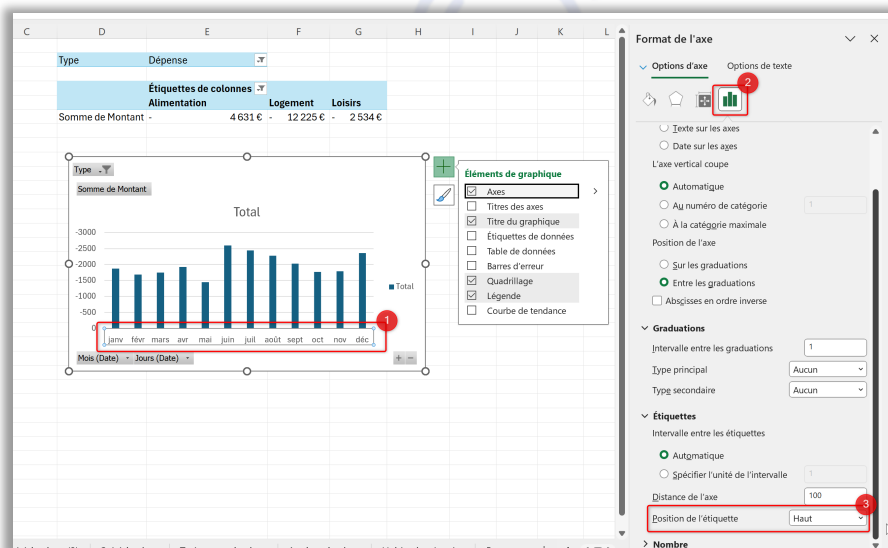 C D E F G H I J K L
Type Dépense
Étiquettes de colonnes
Alimentation Logement Loisirs
Somme de Montant - 4 631 € - 12 225 € - 2 534 €
Type
Somme de Montant
Total
-3000
-2500
-2000
-1500
-1000
-500
0
janv févr mars avr mai juin juil août sept oct nov déc
Total
Mois (Date) Jours (Date)
+ −
1
Éléments de graphique
Axes
Titres des axes
Titre du graphique
Étiquettes de données
Table de données
Barres d'erreur
Quadrillage
Légende
Courbe de tendance
Format de l'axe
Options d'axe Options de texte
2
Texte sur les axes
Date sur les axes
L'axe vertical coupe
Automatique
Au numéro de catégorie 1
À la catégorie maximale
Position de l'axe
Sur les graduations
Entre les graduations
Abscisses en ordre inverse
Graduations
Intervalle entre les graduations 1
Type principal Aucun
Type secondaire Aucun
Étiquettes
Intervalle entre les étiquettes
Automatique
Spécifier l'unité de l'intervalle 1
Distance de l'axe 100
3
Position de l'étiquette Haut
Nombre